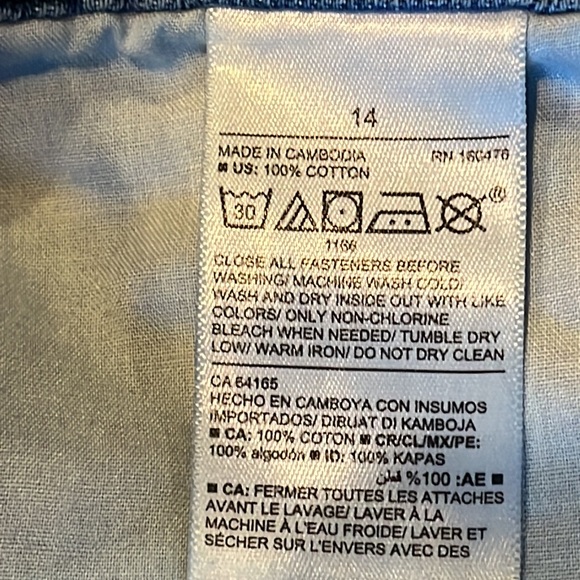 14
MADE IN CAMBODIA RN 160476
■ US: 100% COTTON
30 ®
1166
CLOSE ALL FASTENERS BEFORE
WASHING/ MACHINE WASH COLD/
WASH AND DRY INSIDE OUT WITH LIKE
COLORS/ ONLY NON-CHLORINE
BLEACH WHEN NEEDED/ TUMBLE DRY
LOW/ WARM IRON/ DO NOT DRY CLEAN
CA 54165
HECHO EN CAMBOYA CON INSUMOS
IMPORTADOS/ DIBUAT DI KAMBOJA
■ CA: 100% COTON ■ CR/CL/MX/PE:
100% algodón ■ ID: 100% KAPAS
■ AE: 100% قطن
■ CA: FERMER TOUTES LES ATTACHES
AVANT LE LAVAGE/ LAVER À LA
MACHINE À L'EAU FROIDE/ LAVER ET
SÉCHER SUR L'ENVERS AVEC DES